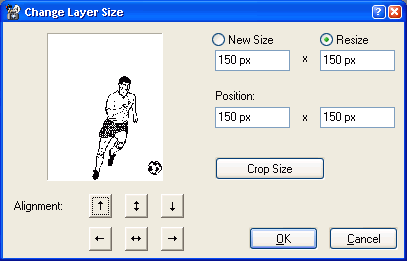 Change Layer Size
New Size
Resize
150 px x 150 px
Position:
150 px x 150 px
Crop Size
Alignment:
OK
Cancel